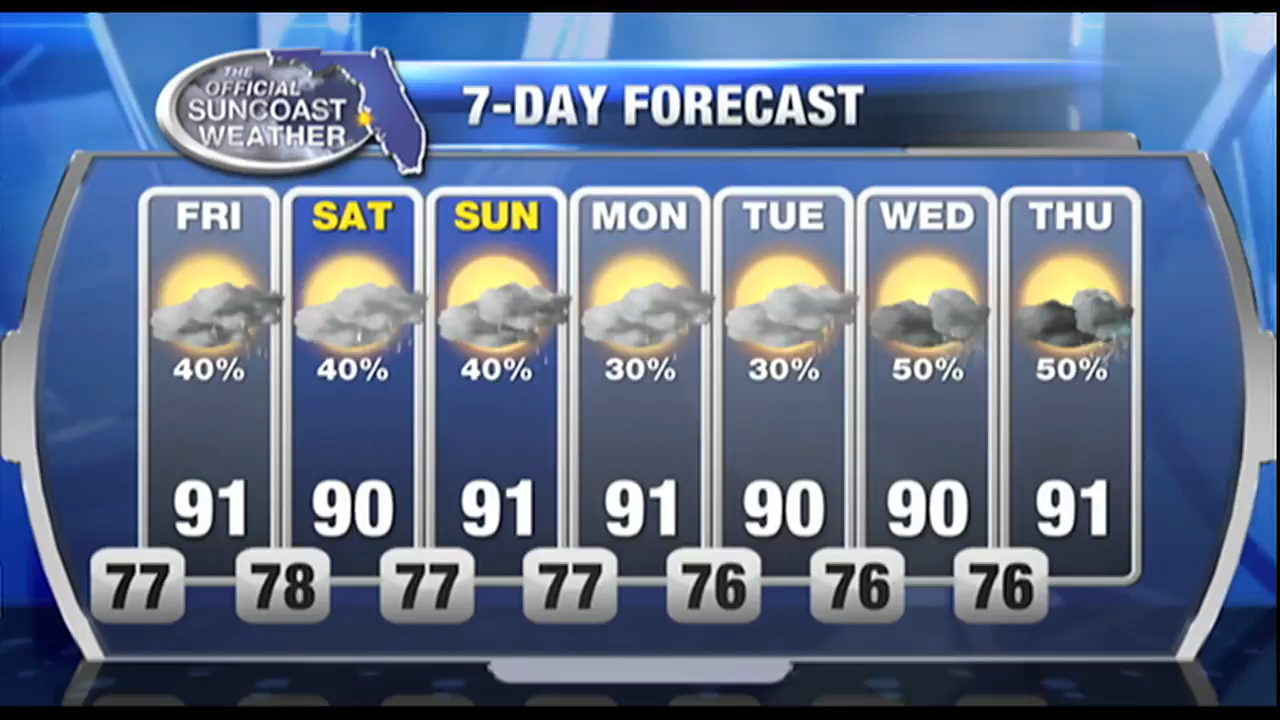 THE
OFFICIAL
SUNCOAST
WEATHER
7-DAY FORECAST
FRI SAT SUN MON TUE WED THU
40% 40% 40% 30% 30% 50% 50%
91 90 91 91 90 90 91
77 78 77 77 76 76 76